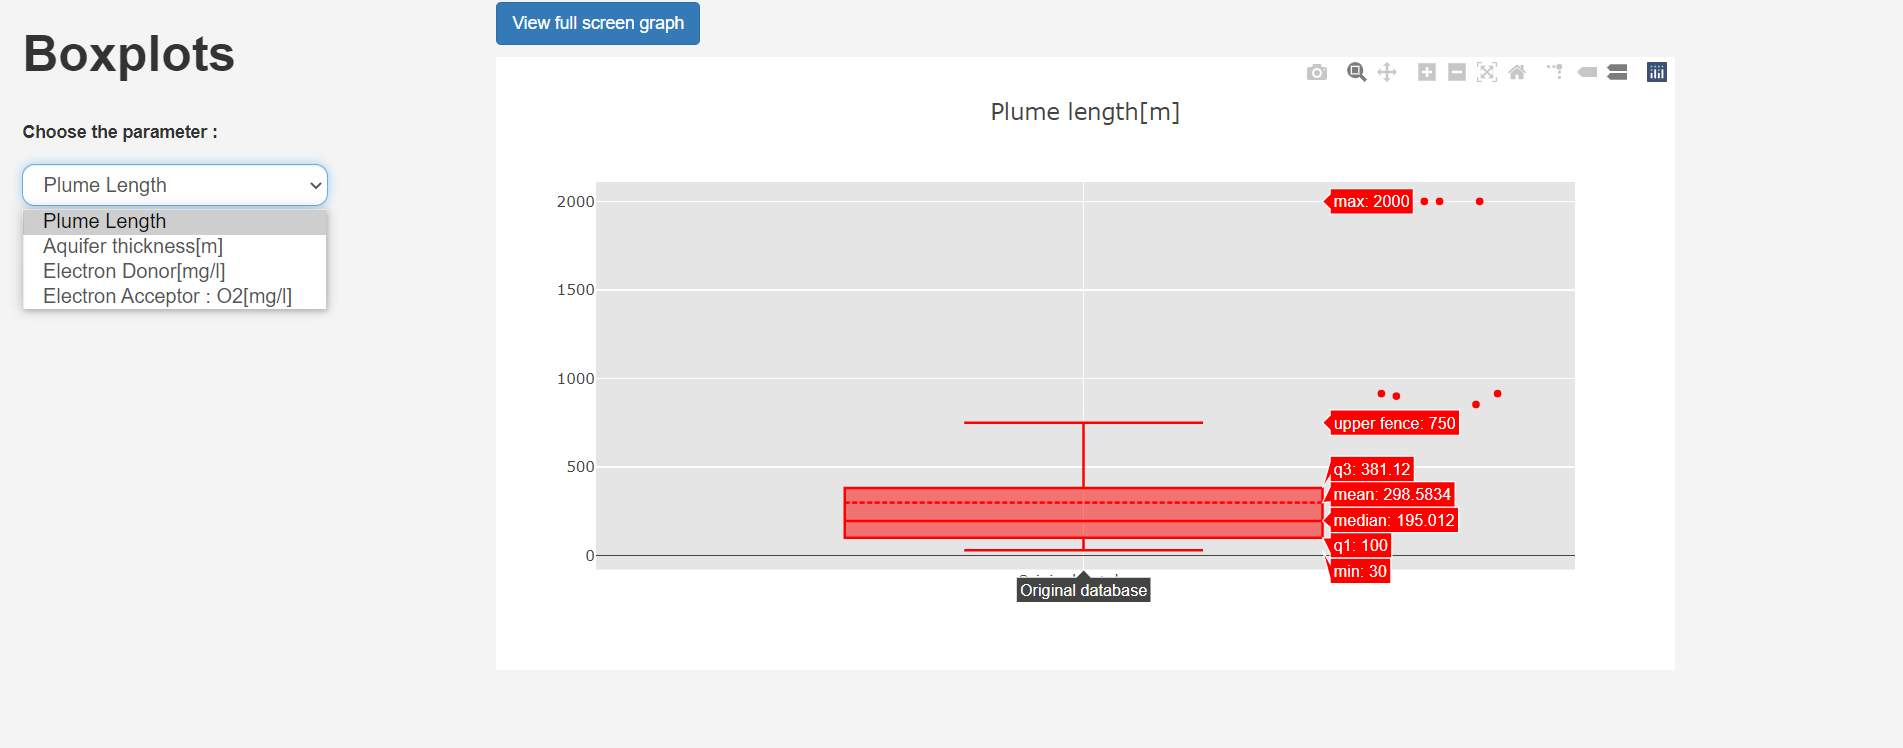 View full screen graph
Boxplots
Choose the parameter :
Plume Length
Plume Length
Aquifer thickness[m]
Electron Donor[mg/l]
Electron Acceptor : O2[mg/l]
Plume length[m]
2000
1500
1000
500
0
max: 2000
upper fence: 750
q3: 381.12
mean: 298.5834
median: 195.012
q1: 100
min: 30
Original database